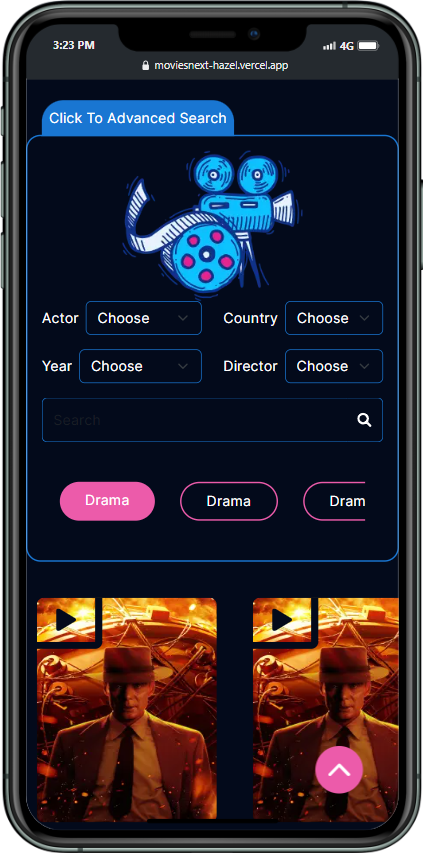 3:23 PM 4G
moviesnext-hazel.vercel.app
Click To Advanced Search
Actor Choose Country Choose
Year Choose Director Choose
Search
Drama Drama Dram